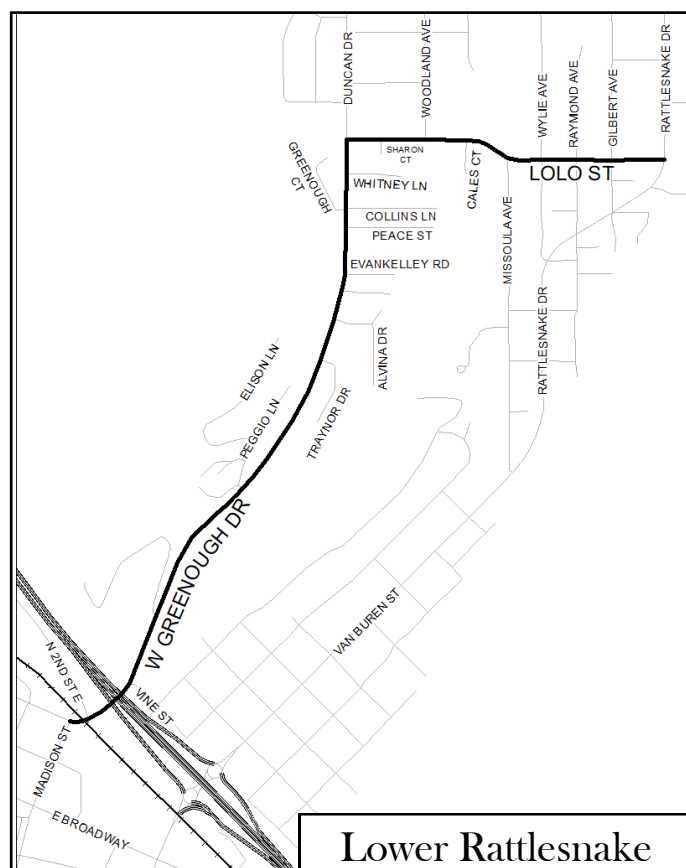 DUNCAN DR
WOODLAND AVE
WYLIE AVE
RAYMOND AVE
GILBERT AVE
RATTLESNAKE DR
GREENOUGH
CT
SHARON
CT
CALES CT
LOLO ST
WHITNEY LN
COLLINS LN
PEACE ST
MISSOULA AVE
EVANKELLEY RD
RATTLESNAKE DR
ALVINA DR
ELISON LN
PEGGIO LN
TRAYNOR DR
W GREENOUGH DR
VAN BUREN ST
N 2ND ST E
VINE ST
MADISON ST
E BROADWAY
Lower Rattlesnake